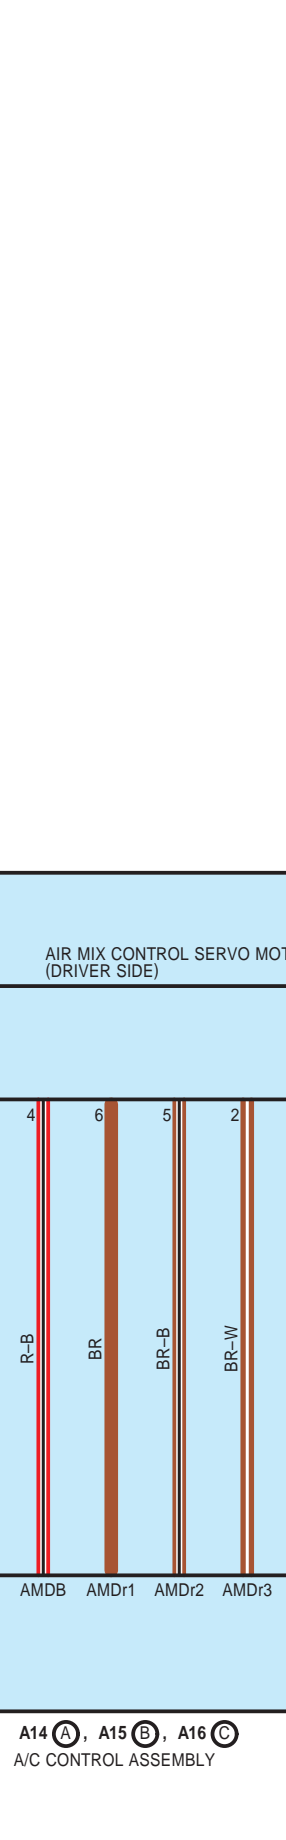 AIR MIX CONTROL SERVO MOT
(DRIVER SIDE)
4 6 5 2
R–B BR BR–B BR–W
AMDB AMDr1 AMDr2 AMDr3
A14 A , A15 B , A16 C
A/C CONTROL ASSEMBLY